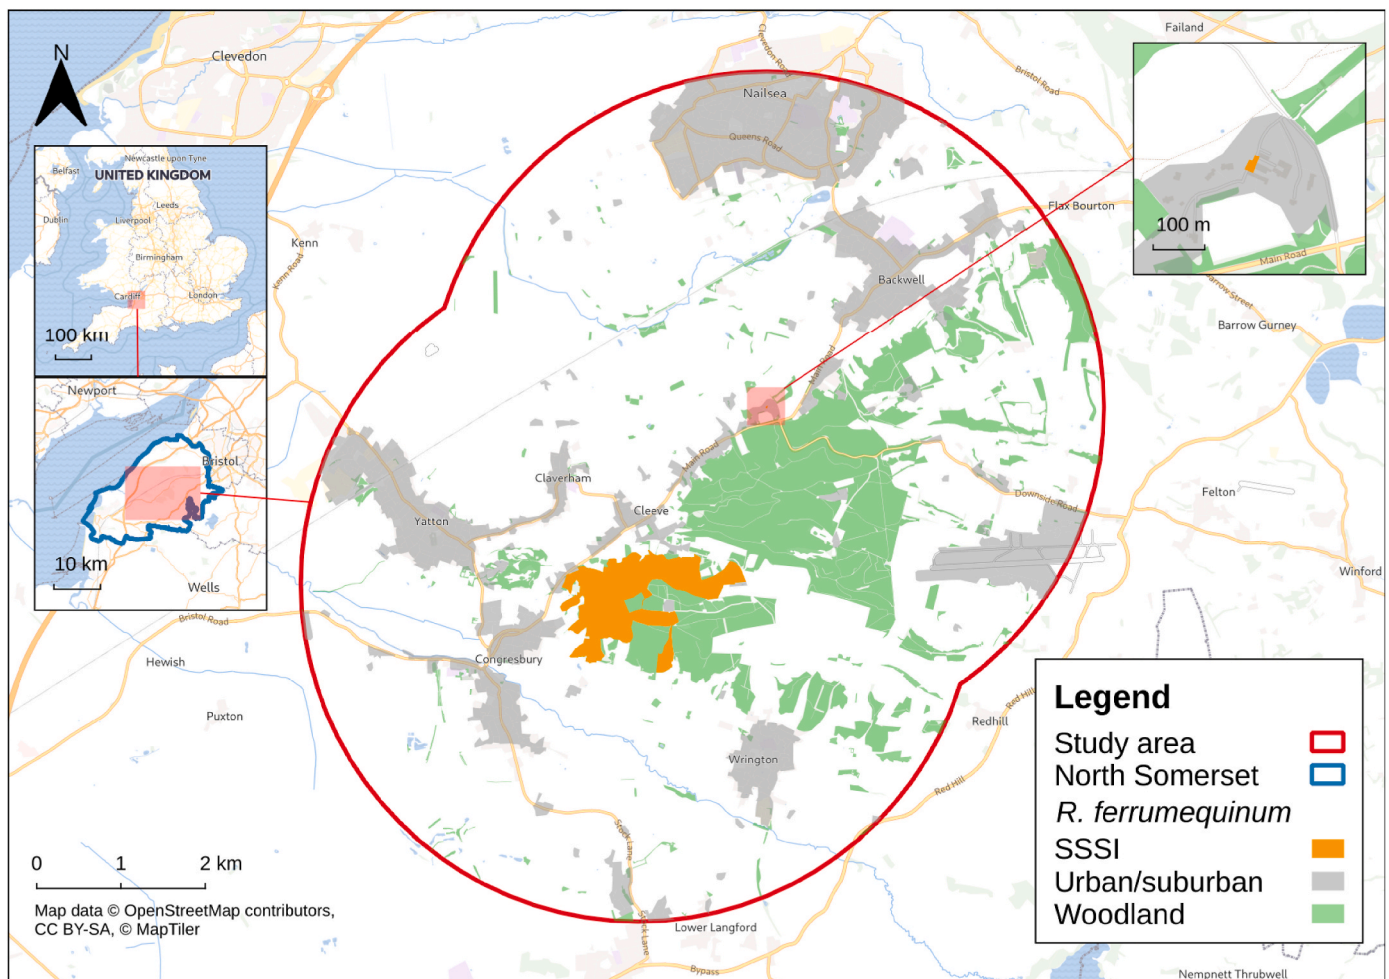 Failand
Clevedon
Clevedon Road
Bristol Road
N
Nailsea
Queens Road
Newcastle upon Tyne
Belfast
UNITED KINGDOM
Leeds
Dublin
Liverpool
Birmingham
Cardiff
London
100 km
Kenn
Kenn Road
Flax Bourton
100 m
Main Road
Backwell
Barrow Street
Barrow Gurney
Main Road
Newport
Bristol
10 km
Wells
Main Road
Claverham
Cleeve
Yatton
Downside Road
Felton
Winford
Bristol Road
Hewish
Congresbury
Puxton
Redhill
Red Hill
Wrington
Red Hill
Stock Lane
Stock Lane
Lower Langford
Bypass
Nempnett Thrubwell
Legend
Study area
North Somerset
R. ferrumequinum
SSSI
Urban/suburban
Woodland
0 1 2 km
Map data © OpenStreetMap contributors,
CC BY-SA, © MapTiler